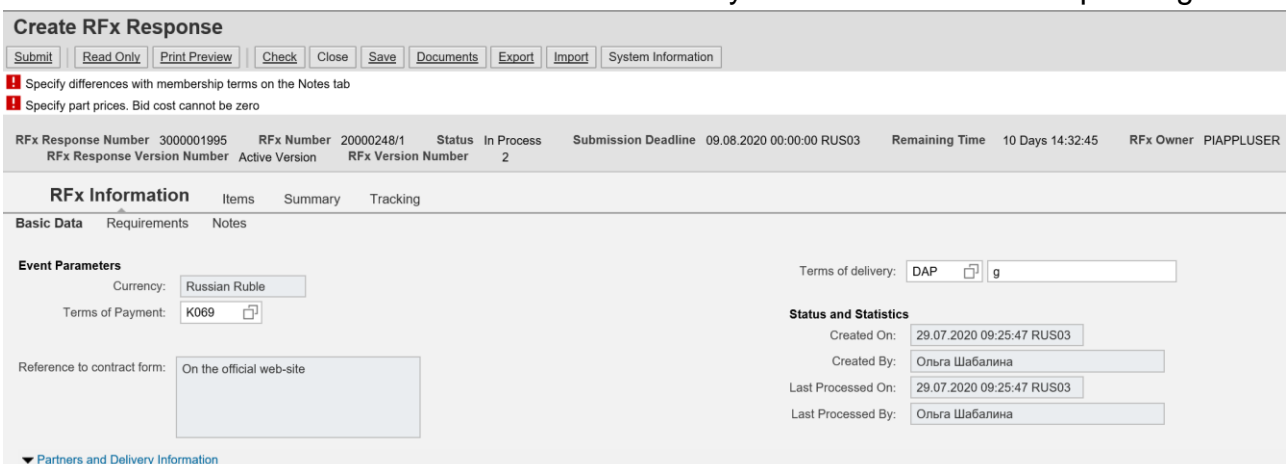 Create RFx Response
Submit Read Only Print Preview Check Close Save Documents Export Import System Information
Specify differences with membership terms on the Notes tab
Specify part prices. Bid cost cannot be zero
RFx Response Number 3000001995 RFx Number 20000248/1 Status In Process Submission Deadline 09.08.2020 00:00:00 RUS03 Remaining Time 10 Days 14:32:45 RFx Owner PIAPPLUSER
RFx Response Version Number Active Version RFx Version Number 2
RFx Information Items Summary Tracking
Basic Data Requirements Notes
Event Parameters
Currency: Russian Ruble
Terms of Payment: K069
Reference to contract form: On the official web-site
Terms of delivery: DAP g
Status and Statistics
Created On: 29.07.2020 09:25:47 RUS03
Created By: Ольга Шабалина
Last Processed On: 29.07.2020 09:25:47 RUS03
Last Processed By: Ольга Шабалина
Partners and Delivery Information